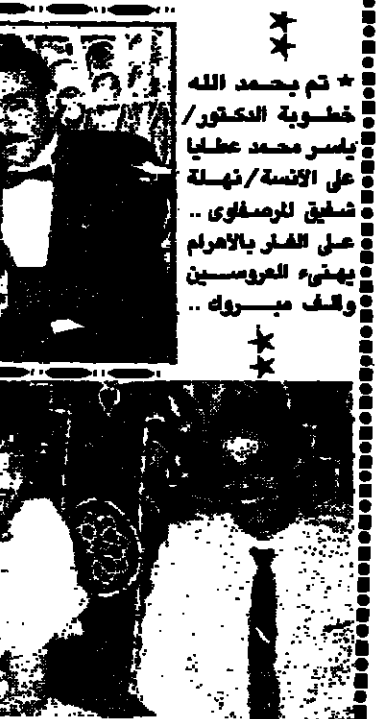 * تم بحمد الله
خطوبة الدكتور/
ياسر محمد عطايا
على الآنسة/نهلة
شفيق المرصفاوى ..
على الفار بالأهرام
يهنىء العروسين
والف مبروك ..